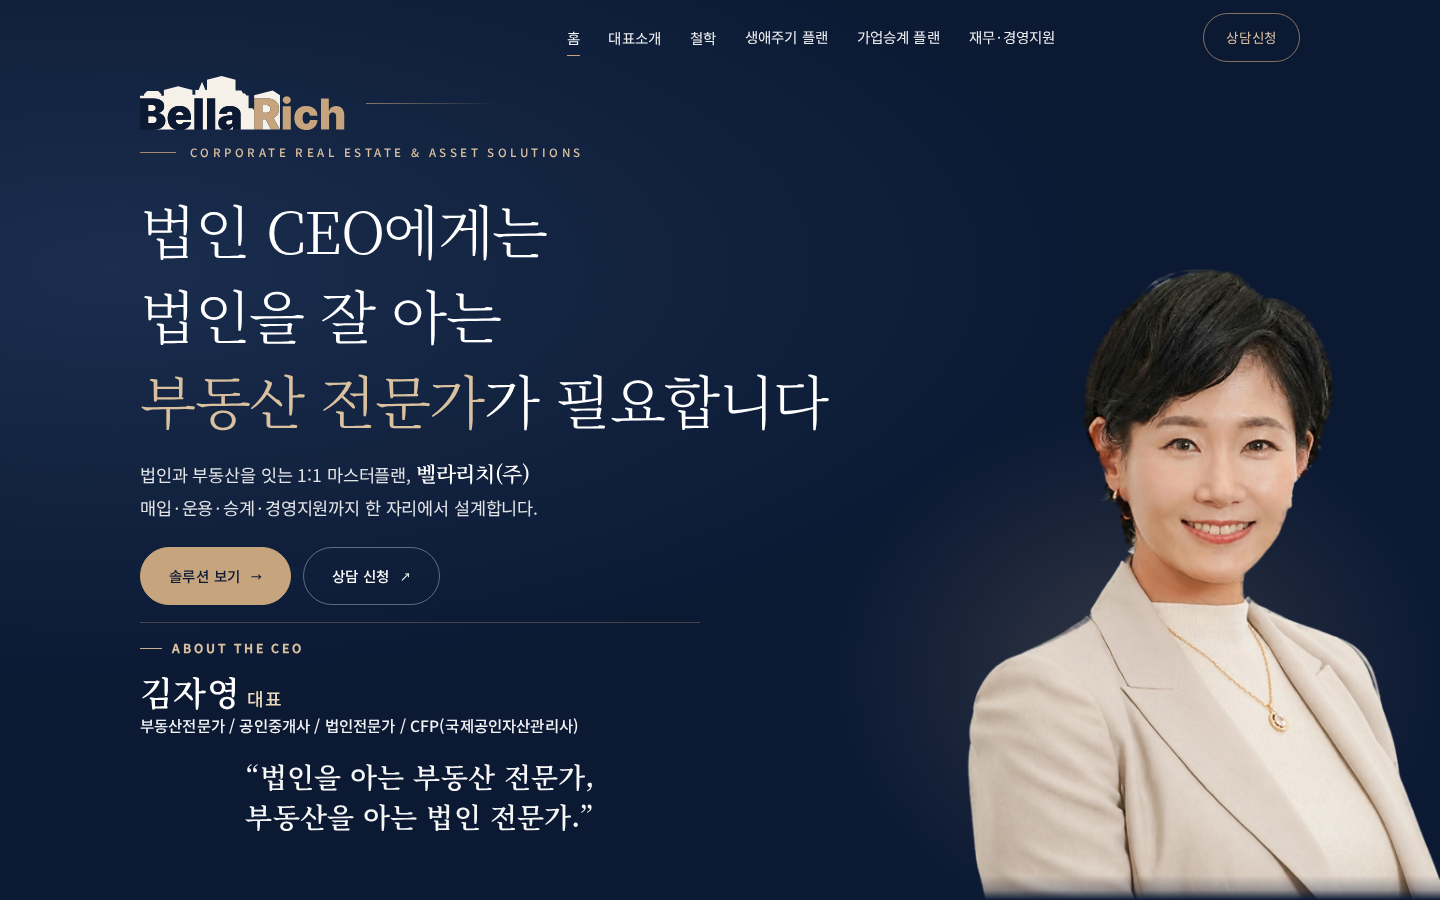 홈
대표소개
철학
생애주기 플랜
가업승계 플랜
재무·경영지원
상담신청
Bella Rich
CORPORATE REAL ESTATE & ASSET SOLUTIONS
법인 CEO에게는
법인을 잘 아는
부동산 전문가가 필요합니다
법인과 부동산을 잇는 1:1 마스터플랜, 벨라리치(주)
매입·운용·승계·경영지원까지 한 자리에서 설계합니다.
솔루션 보기 →
상담 신청 ↗
ABOUT THE CEO
김자영 대표
부동산전문가 / 공인중개사 / 법인전문가 / CFP(국제공인자산관리사)
“법인을 아는 부동산 전문가,
부동산을 아는 법인 전문가.”